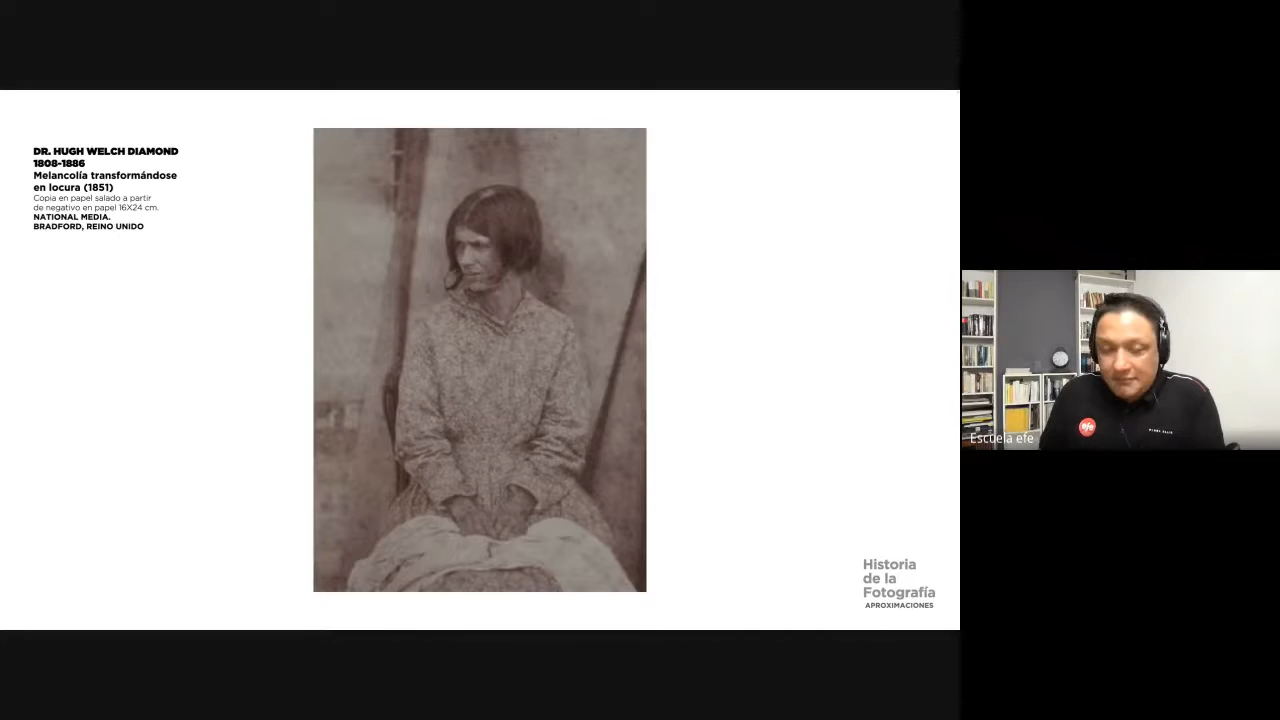 DR. HUGH WELCH DIAMOND
1808-1886
Melancolía transformándose
en locura (1851)
Copia en papel salado a partir
de negativo en papel 16X24 cm.
NATIONAL MEDIA.
BRADFORD, REINO UNIDO
Historia
de la
Fotografía
APROXIMACIONES
efe
Escuela efe